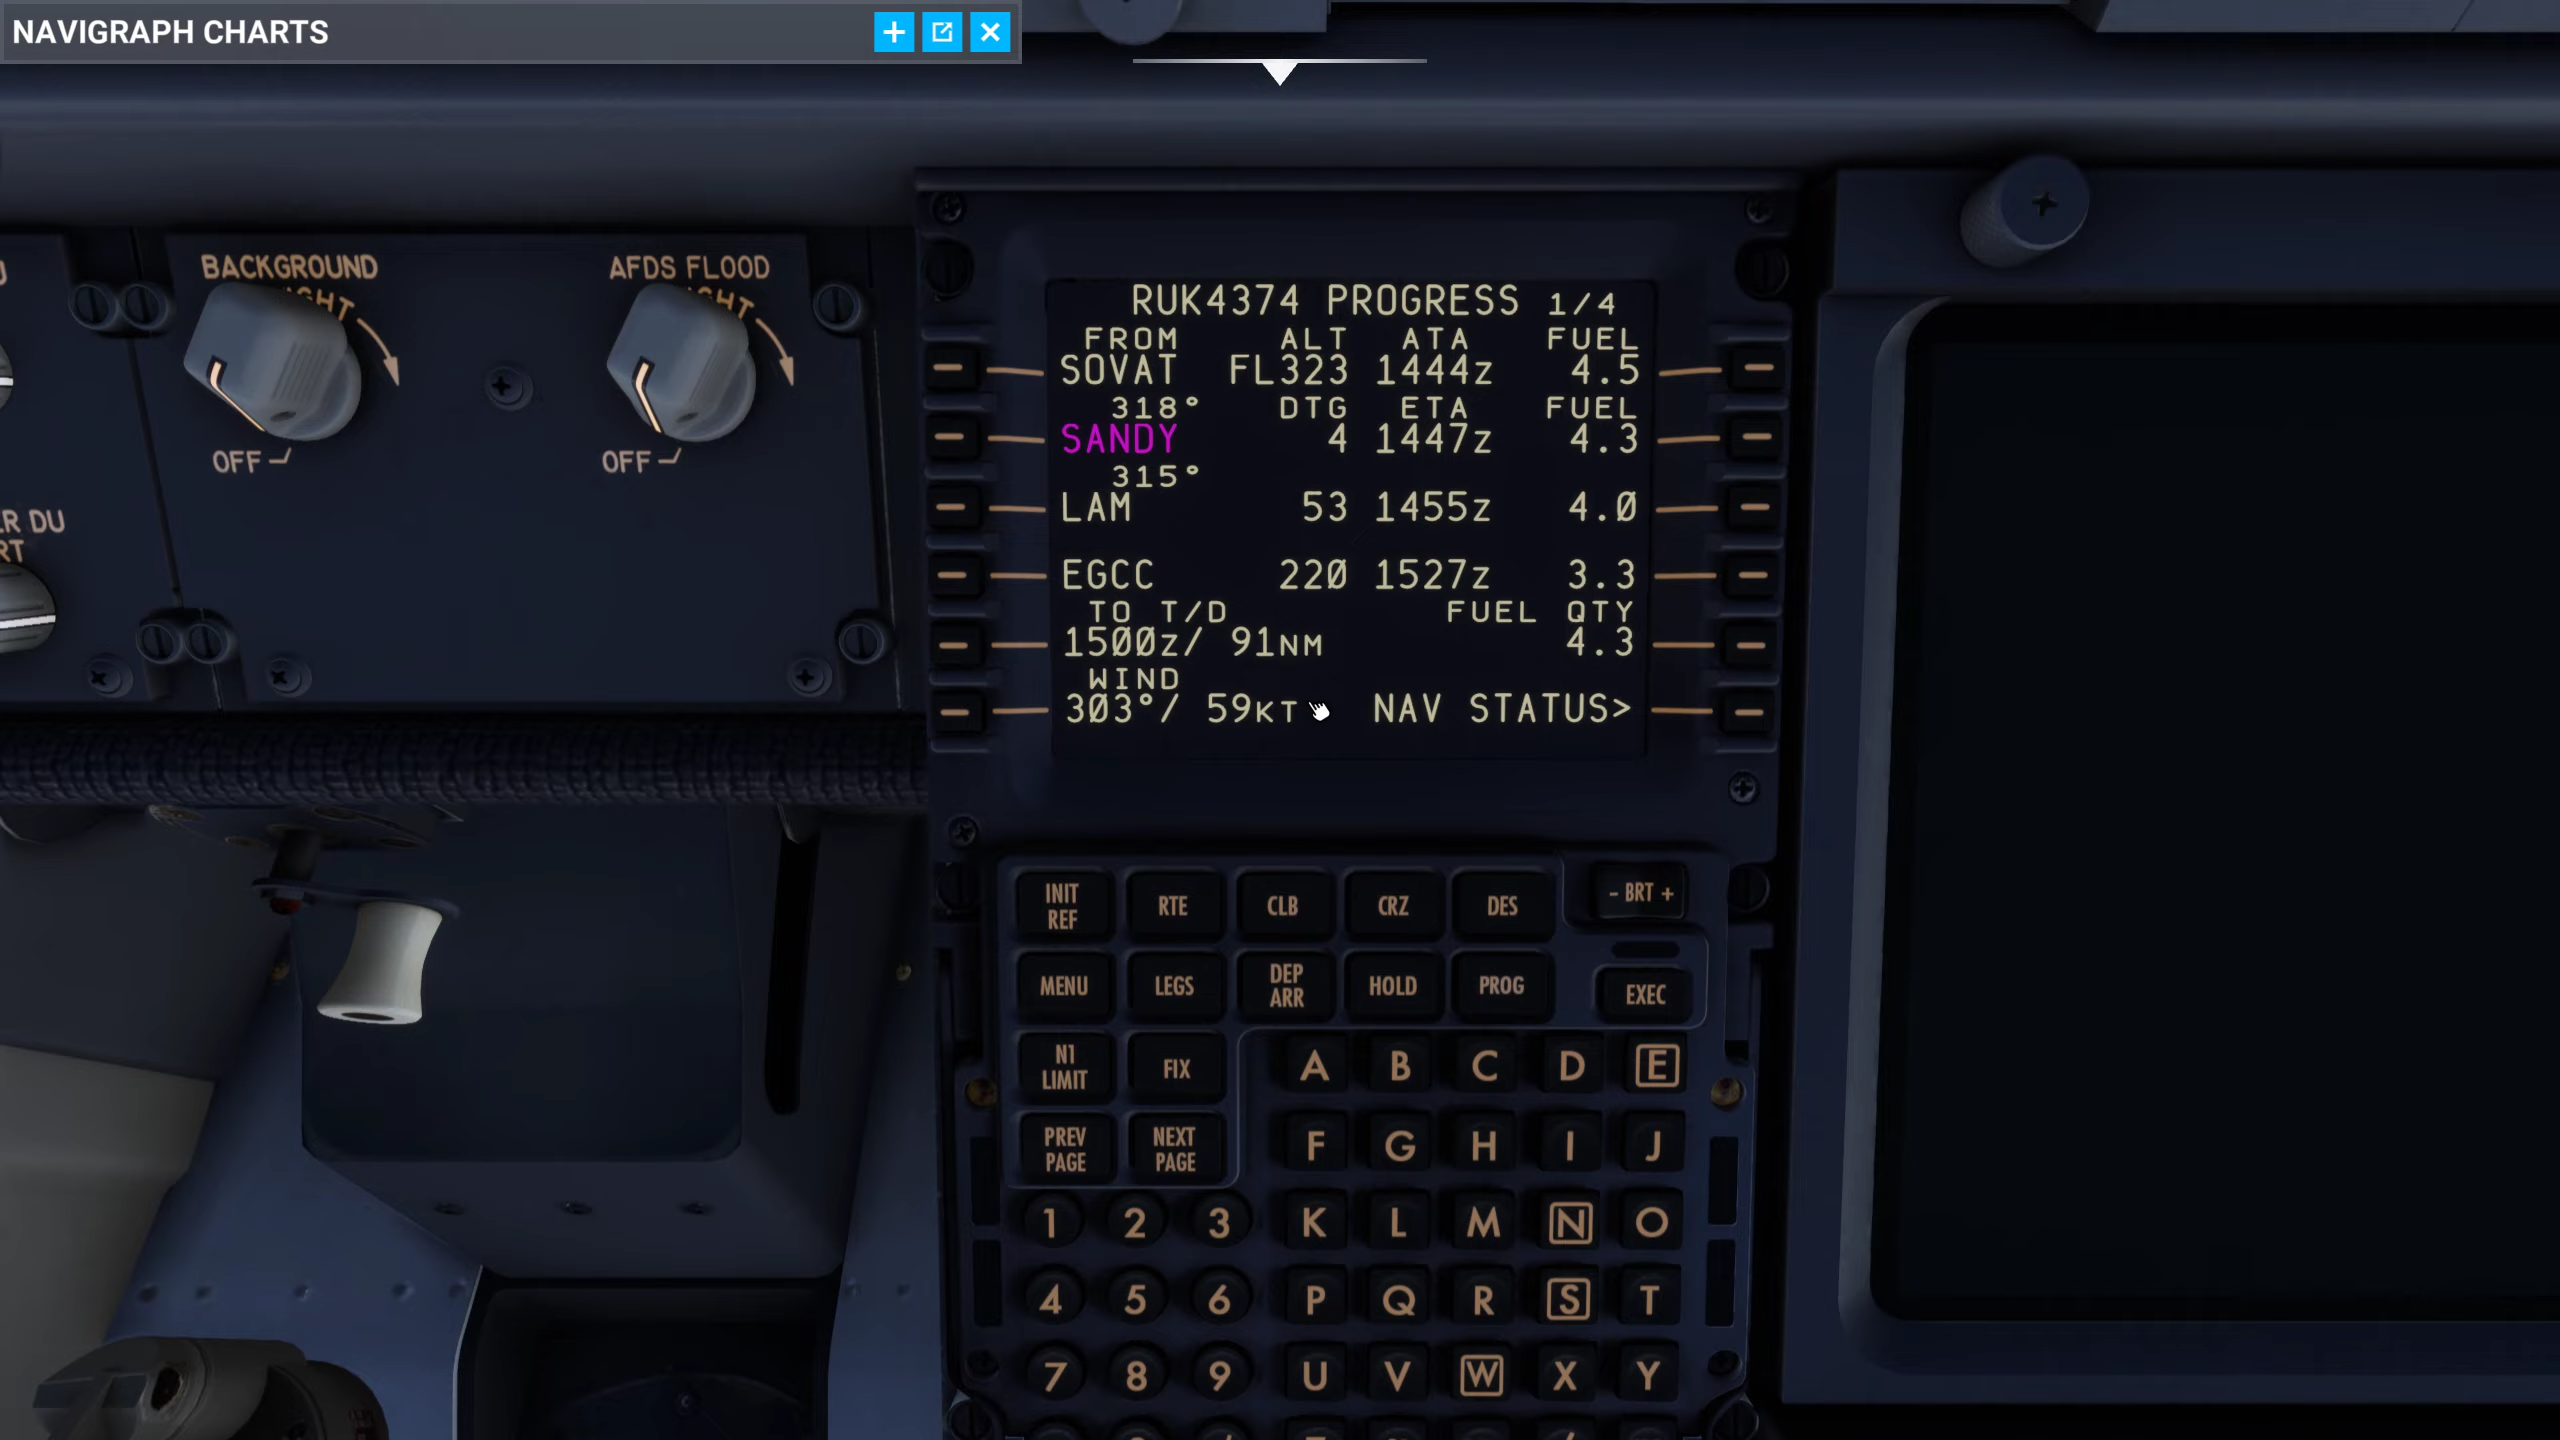 NAVIGRAPH CHARTS
BACKGROUND
OFF
AFDS FLOOD
OFF
RUK4374 PROGRESS 1/4
FROM ALT ATA FUEL
SOVAT FL323 1444z 4.5
318° DTG ETA FUEL
SANDY 4 1447z 4.3
315°
LAM 53 1455z 4.0
EGCC 220 1527z 3.3
TO T/D FUEL QTY
1500z/ 91NM 4.3
WIND
303°/ 59KT NAV STATUS>
DU
INIT REF RTE CLB CRZ DES - BRT +
MENU LEGS DEP ARR HOLD PROG EXEC
N1 LIMIT FIX
A B C D E
PREV PAGE NEXT PAGE
F G H I J
1 2 3 K L M N O
4 5 6 P Q R S T
7 8 9 U V W X Y